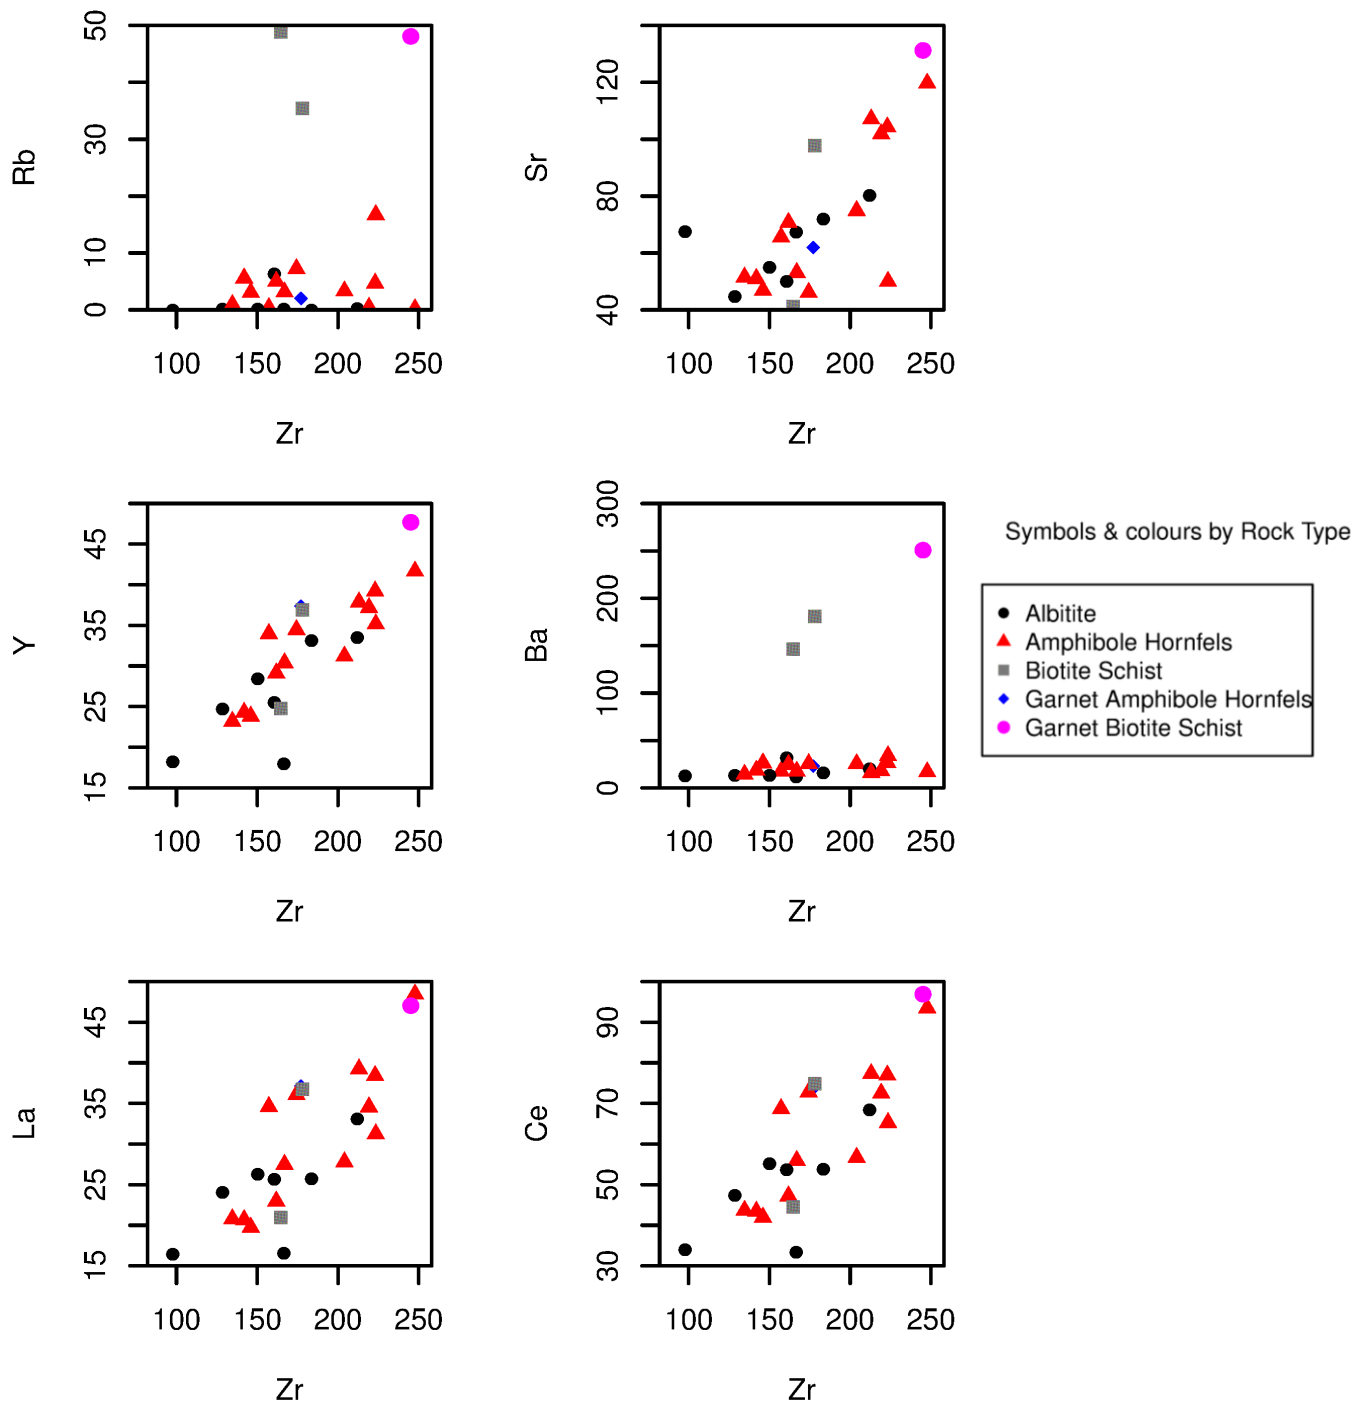 50
30
10
0
Rb
100 150 200 250
Zr
120
80
40
Sr
100 150 200 250
Zr
45
35
25
15
Y
100 150 200 250
Zr
300
200
100
0
Ba
100 150 200 250
Zr
Symbols & colours by Rock Type
Albitite
Amphibole Hornfels
Biotite Schist
Garnet Amphibole Hornfels
Garnet Biotite Schist
45
35
25
15
La
100 150 200 250
Zr
90
70
50
30
Ce
100 150 200 250
Zr